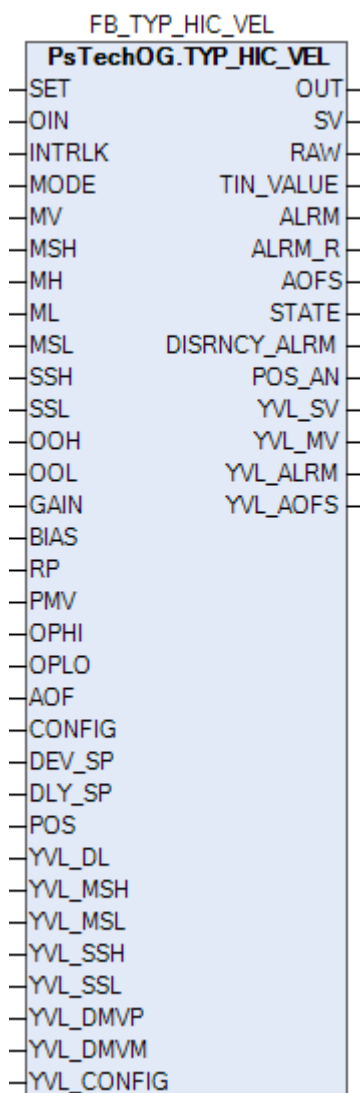 FB_TYP_HIC_VEL
PsTechOG.TYP_HIC_VEL
SET OUT
OIN SV
INTRLK RAW
MODE TIN_VALUE
MV ALRM
MSH ALRM_R
MH AOFS
ML STATE
MSL DISRNCY_ALRM
SSH POS_AN
SSL YVL_SV
OOH YVL_MV
OOL YVL_ALRM
GAIN YVL_AOFS
BIAS
RP
PMV
OPHI
OPLO
AOF
CONFIG
DEV_SP
DLY_SP
POS
YVL_DL
YVL_MSH
YVL_MSL
YVL_SSH
YVL_SSL
YVL_DMVP
YVL_DMVM
YVL_CONFIG